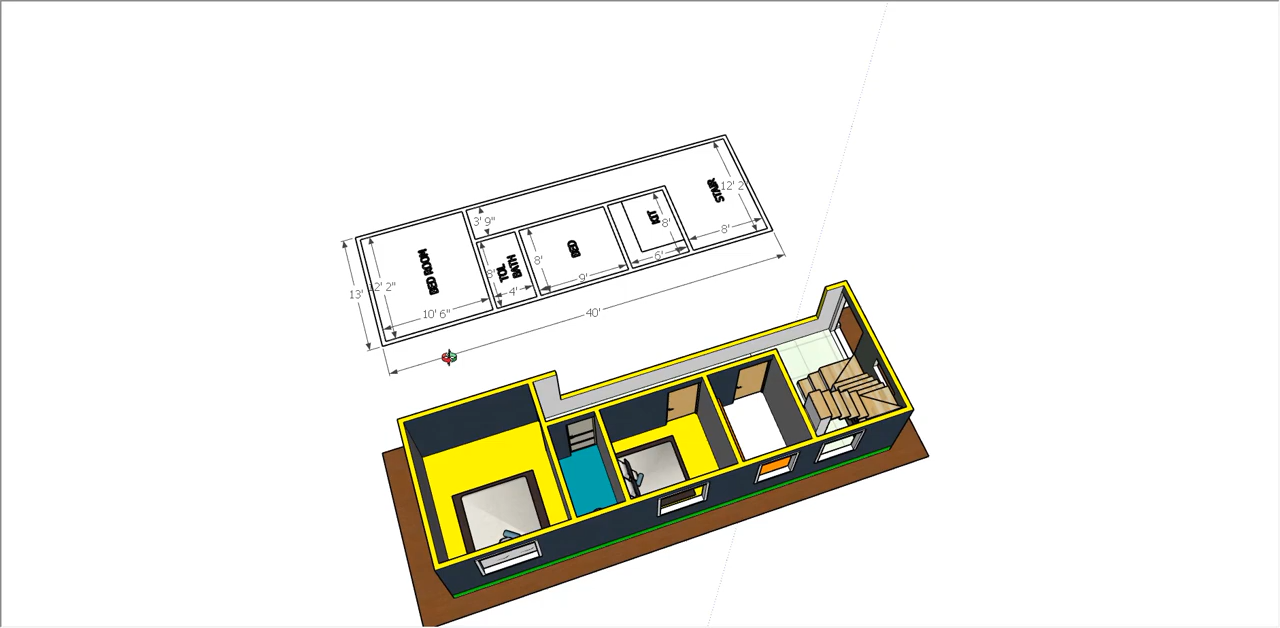 STAIR
12' 2
8'
KIT
8'
6'
3' 9"
BED
8'
9'
BATH
TOL
8'
4'
BED ROOM
12' 2"
10' 6"
13'
40'